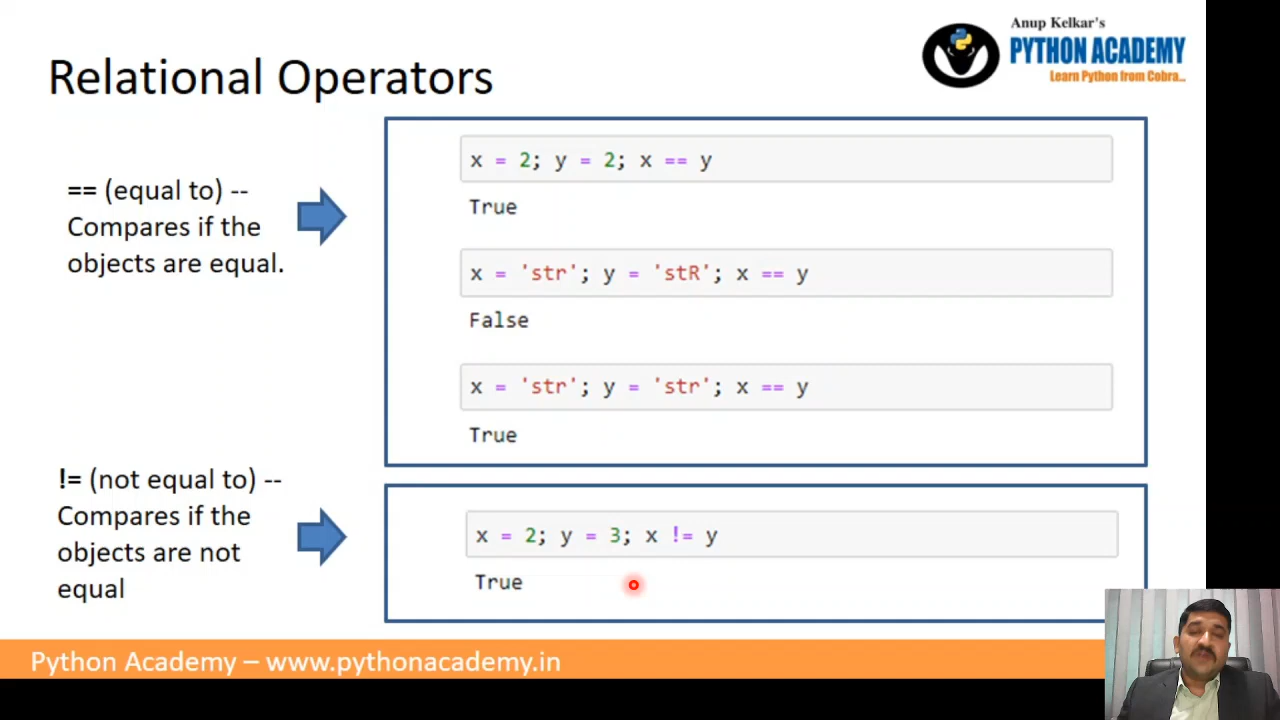 Anup Kelkar's
PYTHON ACADEMY
Learn Python from Cobra...
Relational Operators
== (equal to) --
Compares if the
objects are equal.
x = 2; y = 2; x == y
True
x = 'str'; y = 'stR'; x == y
False
x = 'str'; y = 'str'; x == y
True
!= (not equal to) --
Compares if the
objects are not
equal
x = 2; y = 3; x != y
True
Python Academy – www.pythonacademy.in